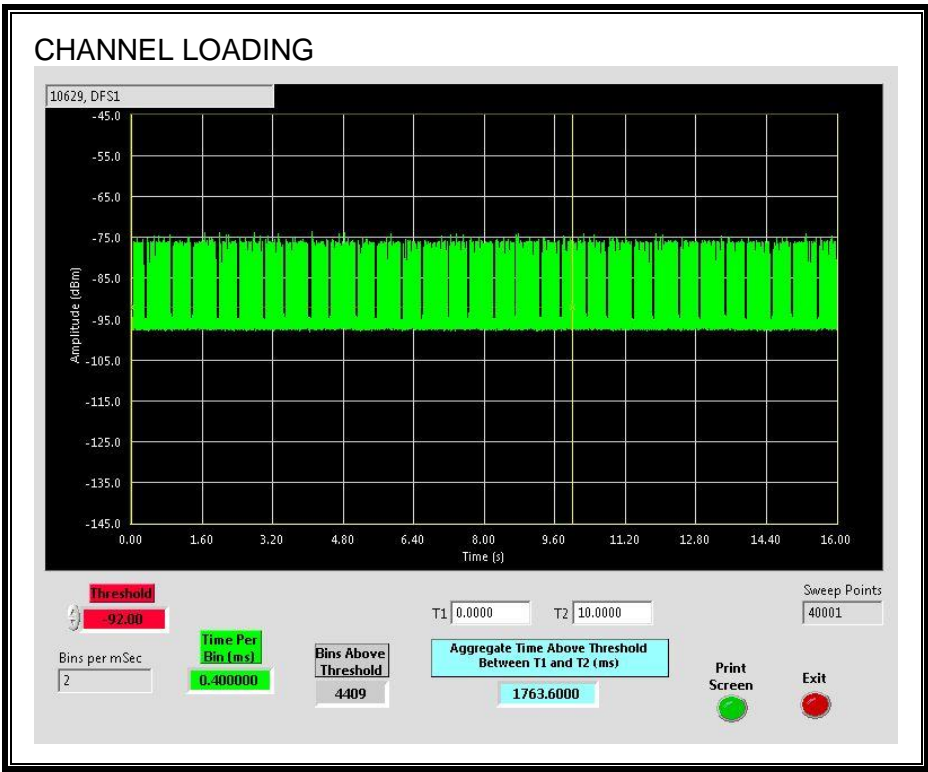 CHANNEL LOADING
10629, DFS1
-45.0
-55.0
-65.0
-75.0
-85.0
-95.0
-105.0
-115.0
-125.0
-135.0
-145.0
Amplitude (dBm)
0.00 1.60 3.20 4.80 6.40 8.00 9.60 11.20 12.80 14.40 16.00
Time (s)
Threshold
-92.00
Bins per mSec
2
Time Per
Bin (ms)
0.400000
Bins Above
Threshold
4409
T1 0.0000 T2 10.0000
Aggregate Time Above Threshold
Between T1 and T2 (ms)
1763.6000
Sweep Points
40001
Print
Screen
Exit